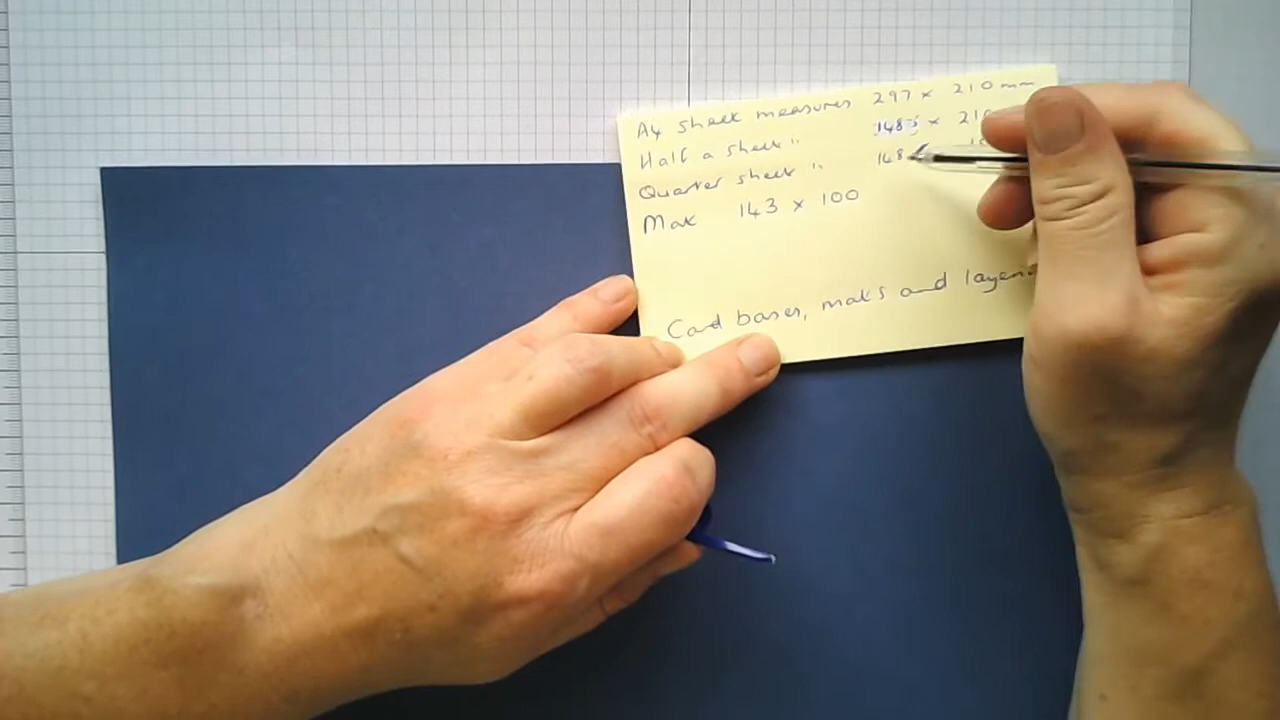 A4 sheet measures 297 x 210 mm
Half a sheet " 148.5 x 210
Quarter sheet " 148
Mat 143 x 100
Card bases, mats and layers